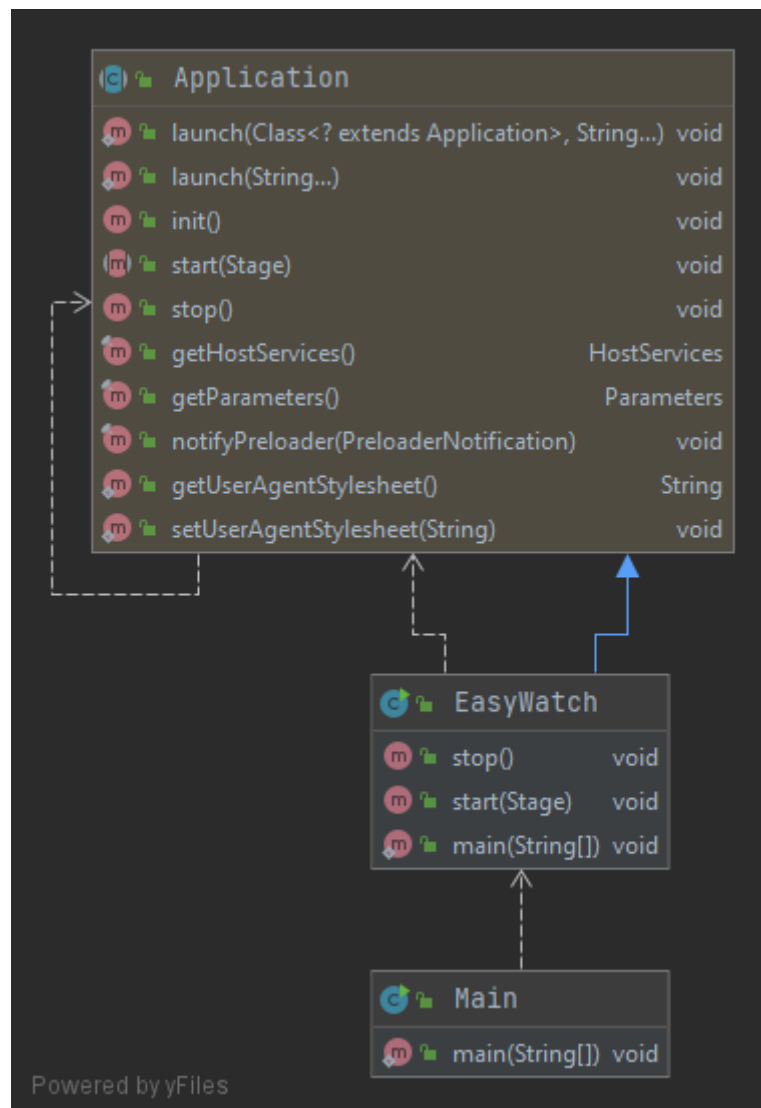 Application
launch(Class<? extends Application>, String...) void
launch(String...) void
init() void
start(Stage) void
stop() void
getHostServices() HostServices
getParameters() Parameters
notifyPreloader(PreloaderNotification) void
getUserAgentStylesheet() String
setUserAgentStylesheet(String) void
EasyWatch
stop() void
start(Stage) void
main(String[]) void
Main
main(String[]) void
Powered by yFiles